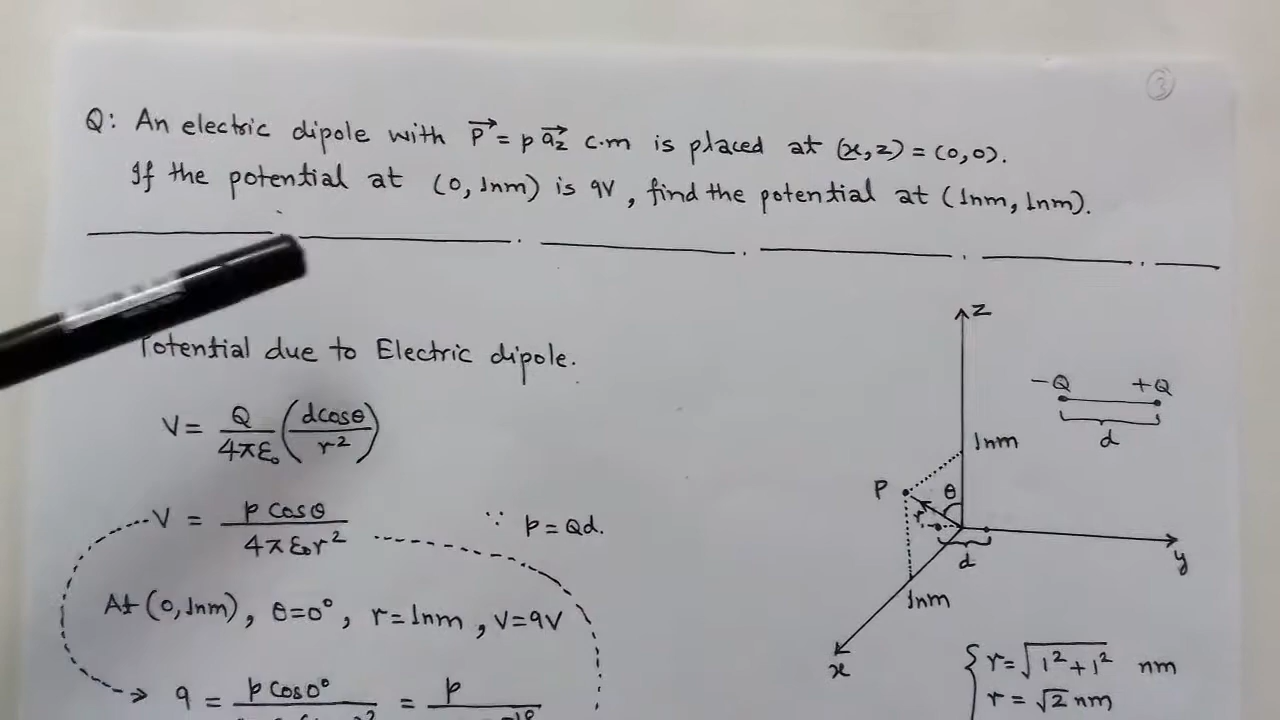 ③
Q: An electric dipole with P⃗ = p a⃗z c.m is placed at (x,z) = (0,0).
If the potential at (0, 1nm) is 9V, find the potential at (1nm, 1nm).
Potential due to Electric dipole.
V = Q/4πε₀ (dcosθ/r²)
V = p cosθ/4πε₀r² ∵ p = Qd.
At (0, 1nm), θ=0°, r=1nm, V=9V
9 = p cos0° = p
z
-Q +Q
d
1nm
P
θ
r
d
y
1nm
x
r = √1²+1² nm
r = √2 nm